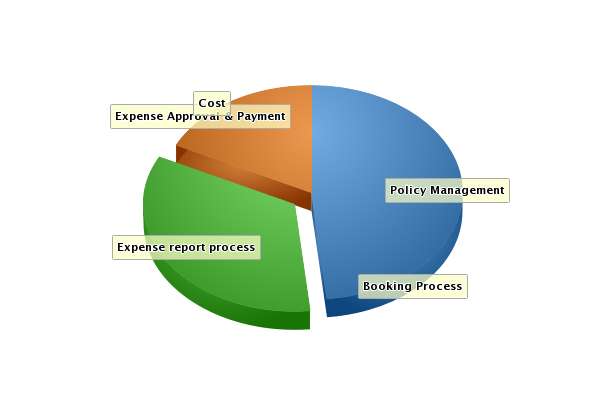 Cost
Expense Approval & Payment
Policy Management
Expense report process
Booking Process